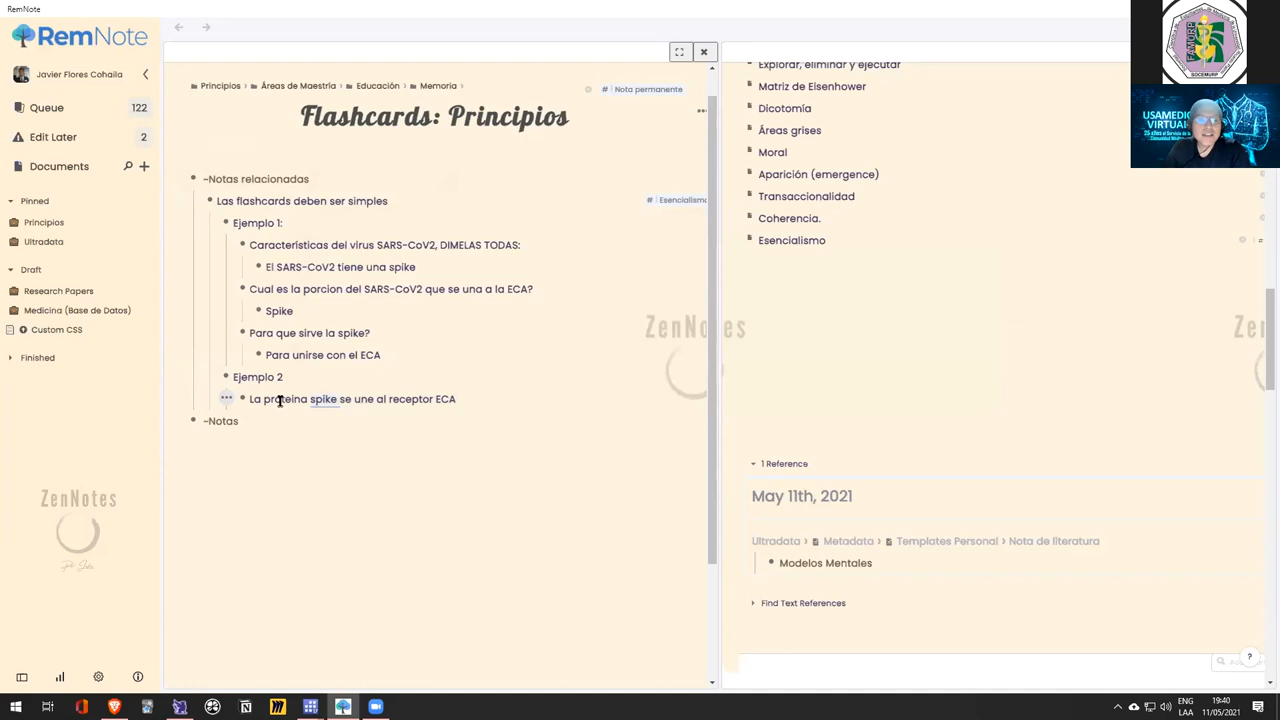 RemNote
RemNote
Javier Flores Cohaila
Queue 122
Edit Later 2
Documents
Pinned
Principios
Ultradata
Draft
Research Papers
Medicina (Base de Datos)
Custom CSS
Finished
ZenNotes
Principios › Áreas de Maestría › Educación › Memoria ›
# Nota permanente
Flashcards: Principios
~Notas relacionadas
Las flashcards deben ser simples
# Esencialismo
Ejemplo 1:
Características del virus SARS-CoV2, DIMELAS TODAS:
El SARS-CoV2 tiene una spike
Cual es la porcion del SARS-CoV2 que se una a la ECA?
Spike
Para que sirve la spike?
Para unirse con el ECA
Ejemplo 2
La proteina spike se une al receptor ECA
~Notas
ZenNotes
Explorar, eliminar y ejecutar
Matriz de Eisenhower
Dicotomía
Áreas grises
Moral
Aparición (emergence)
Transaccionalidad
Coherencia.
Esencialismo
#
Ze
1 Reference
May 11th, 2021
Ultradata › Metadata › Templates Personal › Nota de literatura
Modelos Mentales
Find Text References
?
SOCEMURP
USAMEDIC
VIRTUAL
ENG
LAA
19:40
11/05/2021